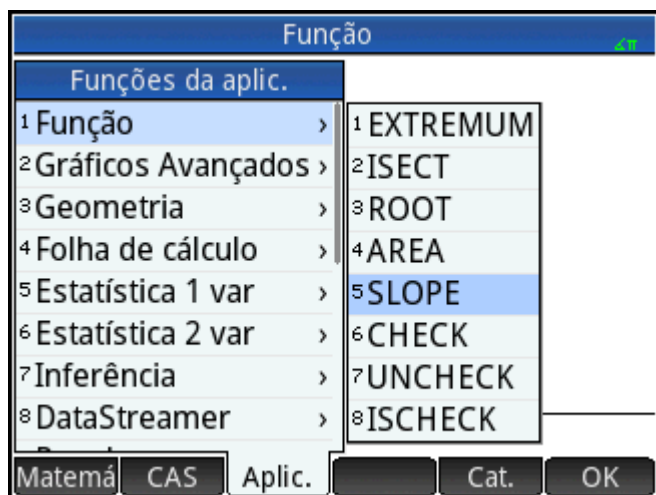 Função
∡π
Funções da aplic.
1 Função ›
2 Gráficos Avançados ›
3 Geometria ›
4 Folha de cálculo ›
5 Estatística 1 var ›
6 Estatística 2 var ›
7 Inferência ›
8 DataStreamer ›
1 EXTREMUM
2 ISECT
3 ROOT
4 AREA
5 SLOPE
6 CHECK
7 UNCHECK
8 ISCHECK
Matemá CAS Aplic. Cat. OK